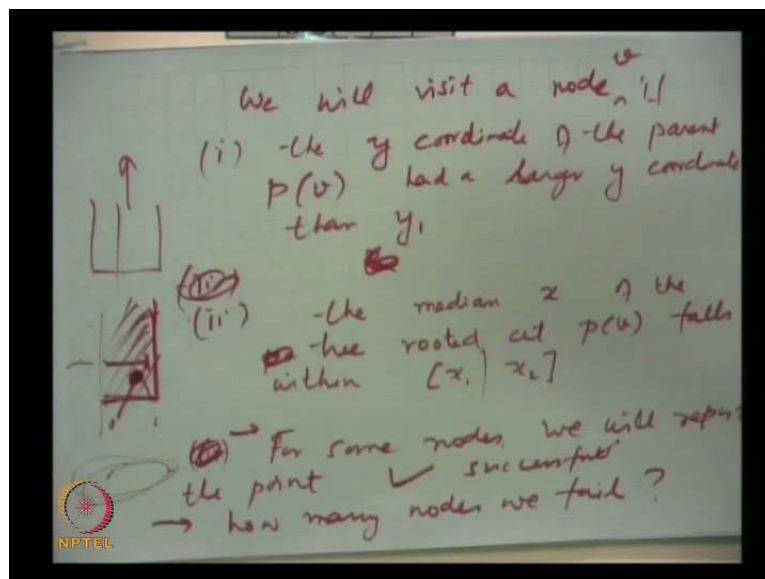 We will visit a node v if
(i) the y coordinate of the parent
p(v) had a larger y coordinate
than y1
(ii)
(ii) the median x of the
tree rooted at p(v) falls
within [x1, x2]
→ For some nodes we will report
the point ✓ successful
→ how many nodes we fail?
NPTEL